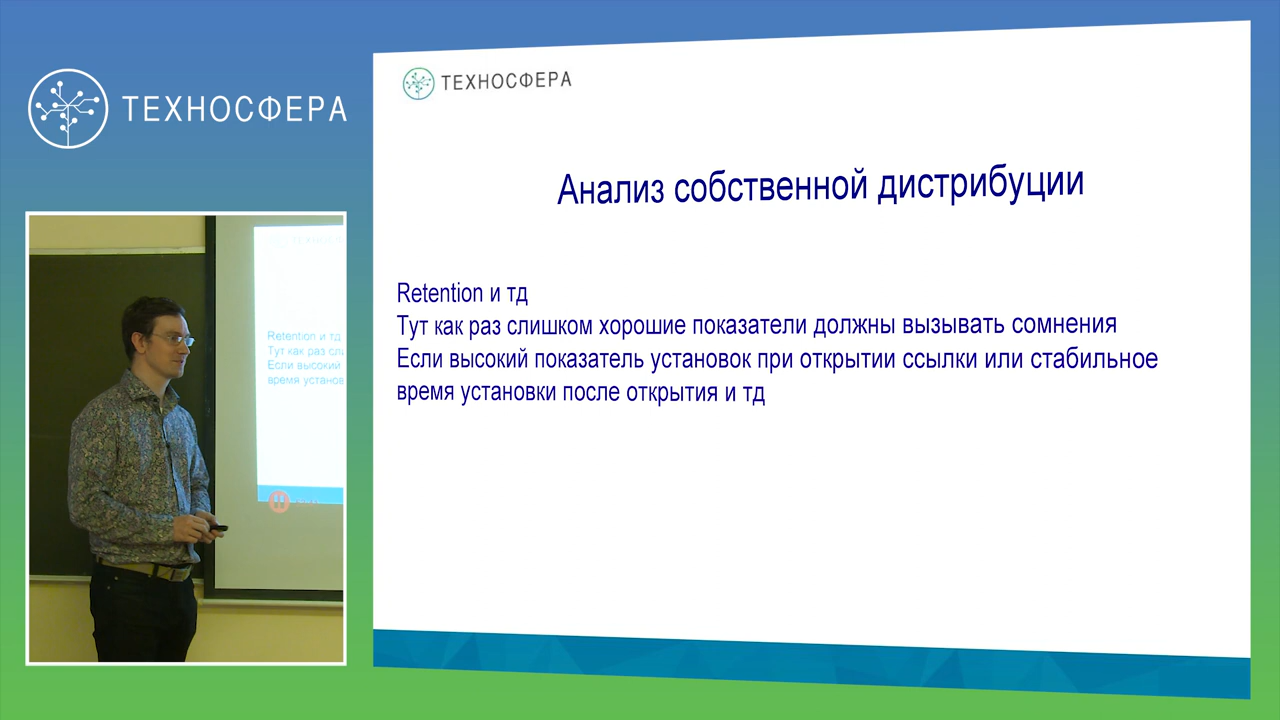 ТЕХНОСФЕРА
ТЕХНОСФЕРА
Анализ собственной дистрибуции
Retention и тд
Тут как раз слишком хорошие показатели должны вызывать сомнения
Если высокий показатель установок при открытии ссылки или стабильное
время установки после открытия и тд
Retention и тд
Тут как раз сли
Если высокий
время установ